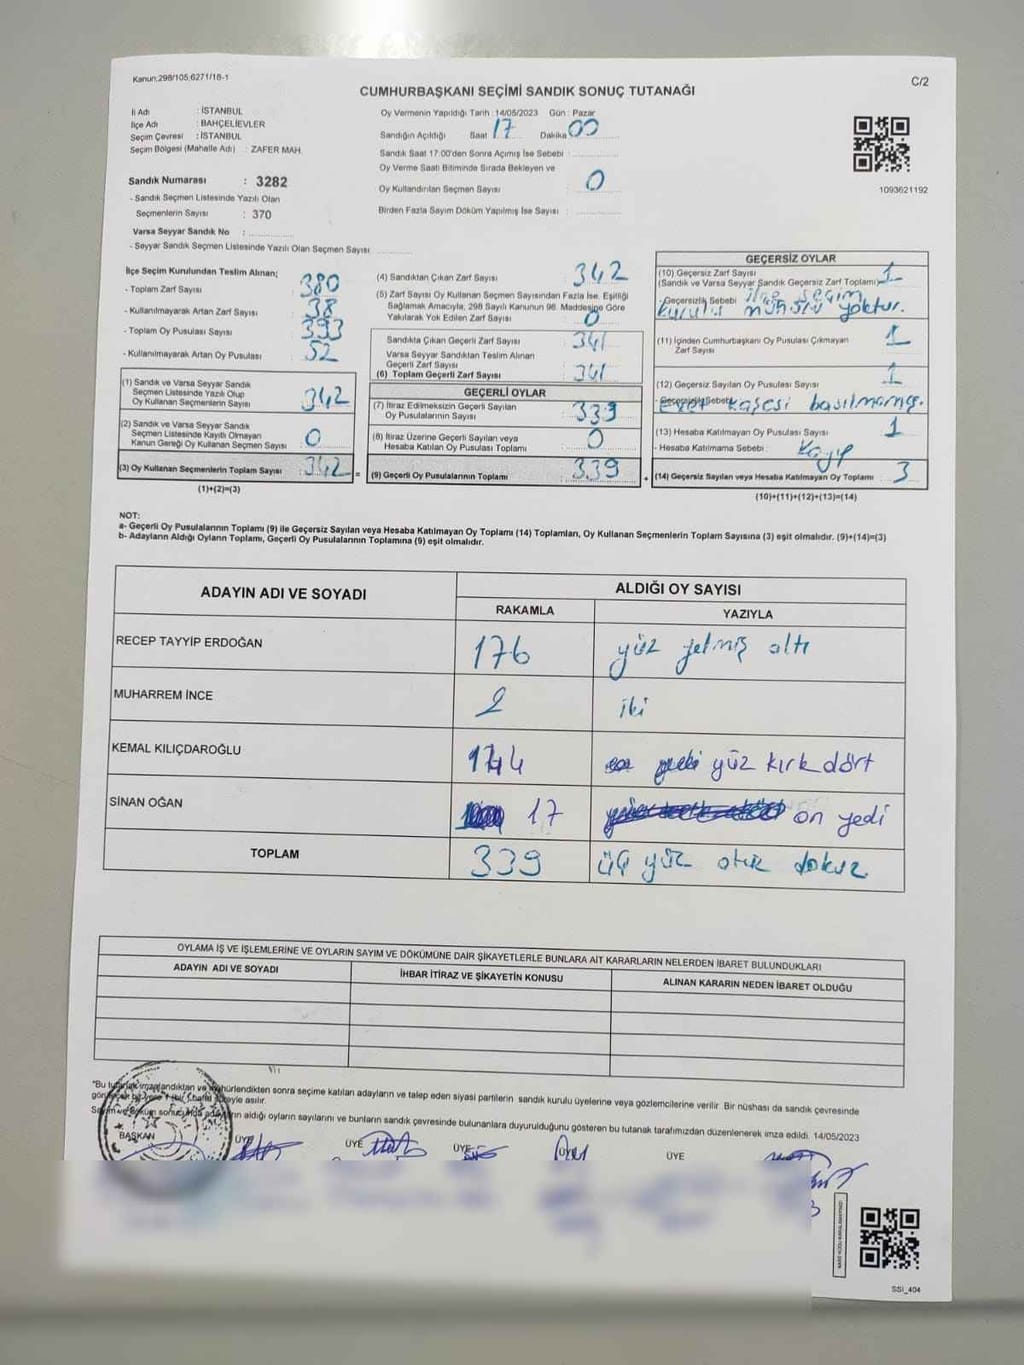 Kanun:298/105,6271/18-1
C/2
CUMHURBAŞKANI SEÇİMİ SANDIK SONUÇ TUTANAĞI
İl Adı : İSTANBUL
İlçe Adı : BAHÇELİEVLER
Seçim Çevresi : İSTANBUL
Seçim Bölgesi (Mahalle Adı) : ZAFER MAH.
Oy Vermenin Yapıldığı Tarih : 14/05/2023 Gün : Pazar
Sandığın Açıldığı Saat 17 Dakika 00
Sandık Saat 17:00'den Sonra Açımış İse Sebebi :
Oy Verme Saati Bitiminde Sırada Bekleyen ve
Oy Kullandırılan Seçmen Sayısı : 0
Birden Fazla Sayım Döküm Yapılmış İse Sayısı :
1093621192
Sandık Numarası : 3282
- Sandık Seçmen Listesinde Yazılı Olan
Seçmenlerin Sayısı : 370
Varsa Seyyar Sandık No :
- Seyyar Sandık Seçmen Listesinde Yazılı Olan Seçmen Sayısı
İlçe Seçim Kurulundan Teslim Alınan;
- Toplam Zarf Sayısı : 380
- Kullanılmayarak Artan Zarf Sayısı : 38
- Toplam Oy Pusulası Sayısı : 393
- Kullanılmayarak Artan Oy Pusulası : 52
(1) Sandık ve Varsa Seyyar Sandık
Seçmen Listesinde Yazılı Olup
Oy Kullanan Seçmenlerin Sayısı : 342
(2) Sandık ve Varsa Seyyar Sandık
Seçmen Listesinde Kayıtlı Olmayan
Kanun Gereği Oy Kullanan Seçmen Sayısı : 0
(3) Oy Kullanan Seçmenlerin Toplam Sayısı : 342 =
(1)+(2)=(3)
(4) Sandıktan Çıkan Zarf Sayısı : 342
(5) Zarf Sayısı Oy Kullanan Seçmen Sayısından Fazla İse, Eşitliği
Sağlamak Amacıyla, 298 Sayılı Kanunun 98. Maddesine Göre
Yakılarak Yok Edilen Zarf Sayısı : 0
Sandıkta Çıkan Geçerli Zarf Sayısı : 341
Varsa Seyyar Sandıktan Teslim Alınan
Geçerli Zarf Sayısı
(6) Toplam Geçerli Zarf Sayısı : 341
GEÇERLİ OYLAR
(7) İtiraz Edilmeksizin Geçerli Sayılan
Oy Pusulalarının Sayısı : 339
(8) İtiraz Üzerine Geçerli Sayılan veya
Hesaba Katılan Oy Pusulası Toplamı : 0
(9) Geçerli Oy Pusulalarının Toplamı : 339 +
GEÇERSİZ OYLAR
(10) Geçersiz Zarf Sayısı
(Sandık ve Varsa Seyyar Sandık Geçersiz Zarf Toplamı) : 1
- Geçersizlik Sebebi : ilçe seçim
kurulu mührü yoktur.
(11) İçinden Cumhurbaşkanı Oy Pusulası Çıkmayan
Zarf Sayısı : 1
(12) Geçersiz Sayılan Oy Pusulası Sayısı : 1
- Geçersizlik Sebebi : Evet kaşesi basılmamış.
(13) Hesaba Katılmayan Oy Pusulası Sayısı : 1
- Hesaba Katılmama Sebebi : Kayıp
(14) Geçersiz Sayılan veya Hesaba Katılmayan Oy Toplamı : 3
(10)+(11)+(12)+(13)=(14)
NOT:
a- Geçerli Oy Pusulalarının Toplamı (9) ile Geçersiz Sayılan veya Hesaba Katılmayan Oy Toplamı (14) Toplamları, Oy Kullanan Seçmenlerin Toplam Sayısına (3) eşit olmalıdır. (9)+(14)=(3)
b- Adayların Aldığı Oyların Toplamı, Geçerli Oy Pusulalarının Toplamına (9) eşit olmalıdır.
ADAYIN ADI VE SOYADI
ALDIĞI OY SAYISI
RAKAMLA YAZIYLA
RECEP TAYYİP ERDOĞAN 176 yüz yetmiş altı
MUHARREM İNCE 2 iki
KEMAL KILIÇDAROĞLU 144 yüz kırk dört
SİNAN OĞAN 17 on yedi
TOPLAM 339 üç yüz otuz dokuz
OYLAMA İŞ VE İŞLEMLERİNE VE OYLARIN SAYIM VE DÖKÜMÜNE DAİR ŞİKAYETLERLE BUNLARA AİT KARARLARIN NELERDEN İBARET BULUNDUKLARI
ADAYIN ADI VE SOYADI İHBAR İTİRAZ VE ŞİKAYETİN KONUSU ALINAN KARARIN NEDEN İBARET OLDUĞU
"Bu tutanak imzalandıktan ve mühürlendikten sonra seçime katılan adayların ve talep eden siyasi partilerin sandık kurulu üyelerine veya gözlemcilerine verilir. Bir nüshası da sandık çevresinde
asılır.
Sayım ve döküm sonucunda adayların aldığı oyların sayılarını ve bunların sandık çevresinde bulunanlara duyurulduğunu gösteren bu tutanak tarafımızdan düzenlenerek imza edildi. 14/05/2023
BAŞKAN ÜYE ÜYE ÜYE ÜYE ÜYE
SSİ_404